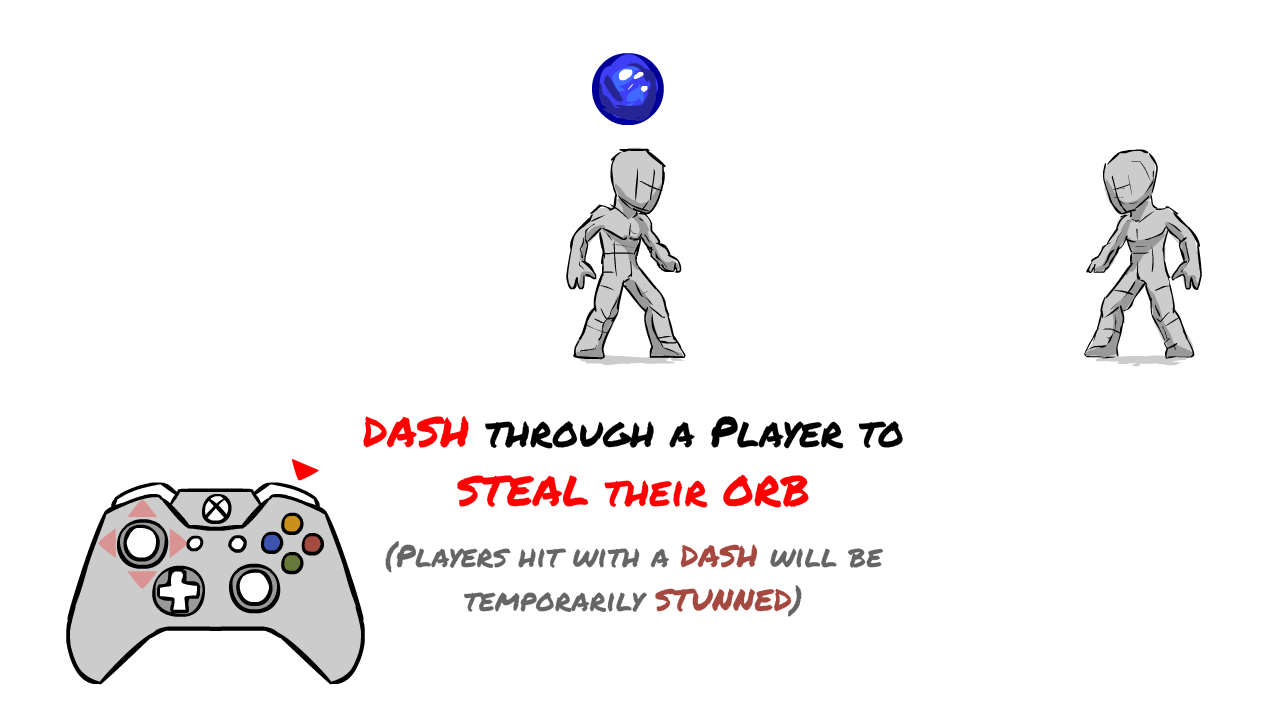 DASH through a Player to
STEAL their ORB
(Players hit with a DASH will be
temporarily STUNNED)